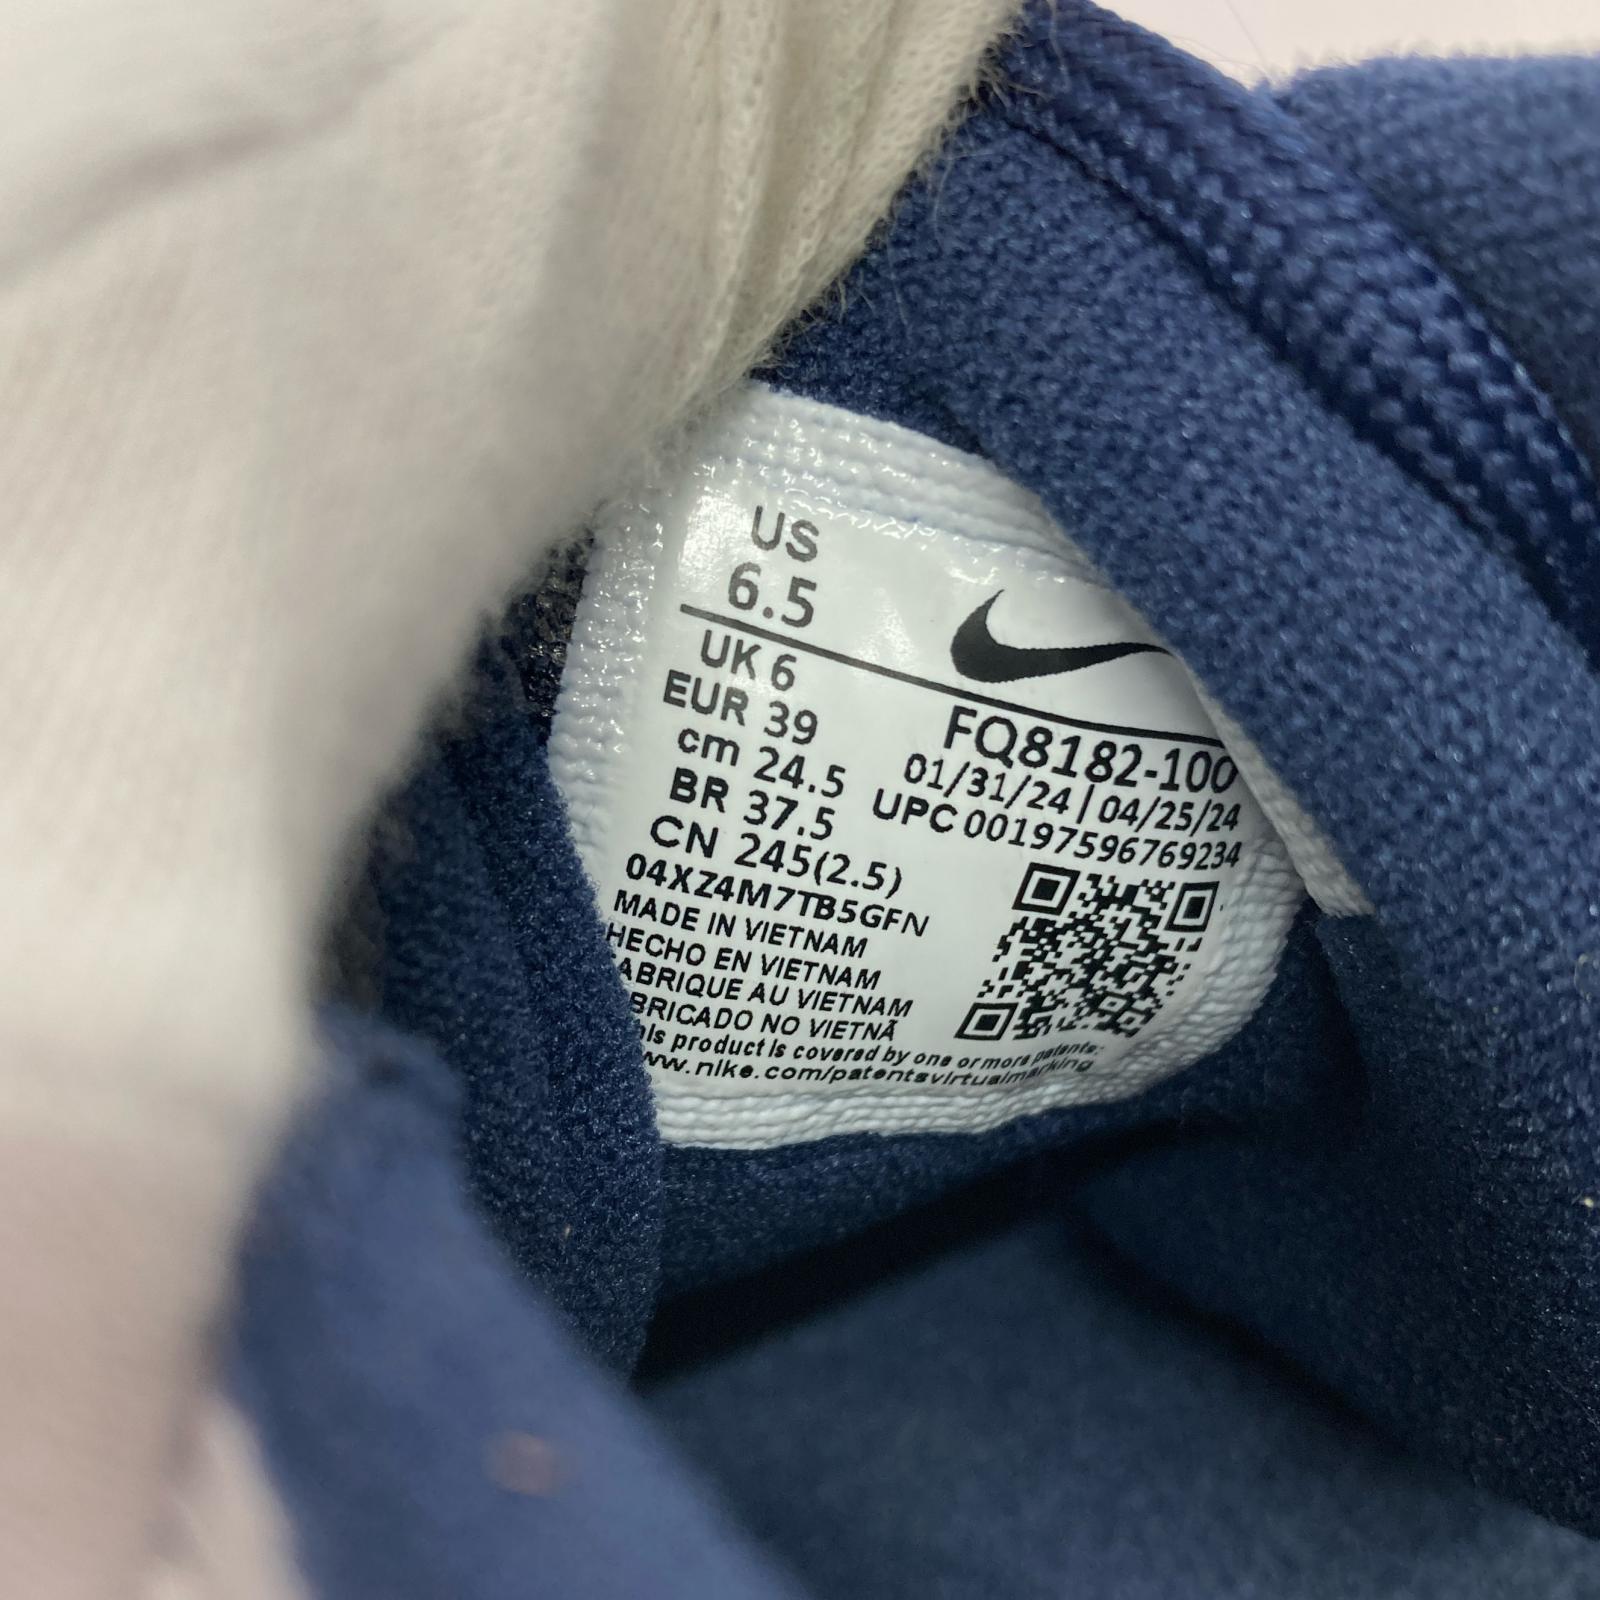 US
6.5
UK 6
EUR 39
cm 24.5
BR 37.5
CN 245(2.5)
04XZ4M7TB5GFN
MADE IN VIETNAM
HECHO EN VIETNAM
FABRIQUE AU VIETNAM
BRICADO NO VIETNÃ
his product is covered by one or more patents:
www.nike.com/patentsvirtualmarking
FQ8182-100
01/31/24 | 04/25/24
UPC 00197596769234